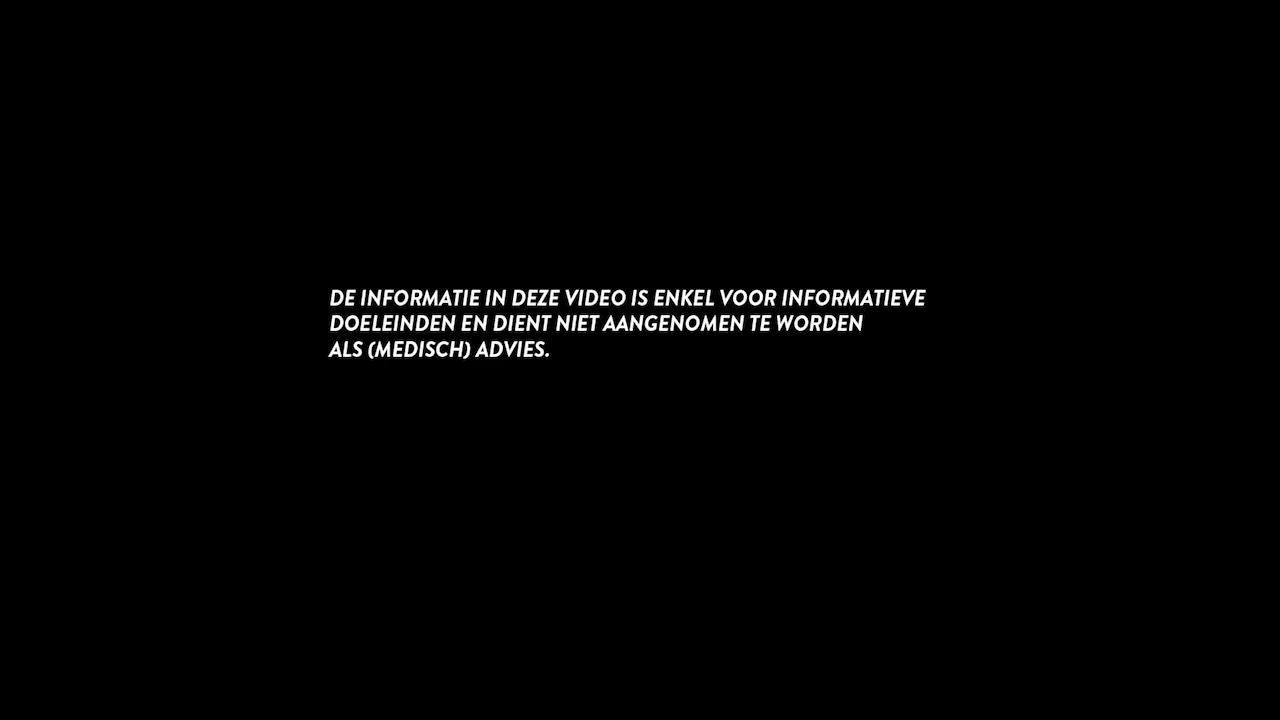 DE INFORMATIE IN DEZE VIDEO IS ENKEL VOOR INFORMATIEVE
DOELEINDEN EN DIENT NIET AANGENOMEN TE WORDEN
ALS (MEDISCH) ADVIES.